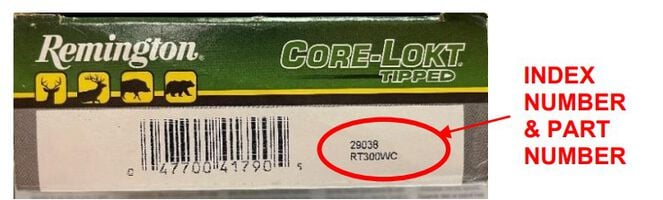 Remington.
CORE-LOKT
TIPPED
29038
RT300WC
0 47700 41790 5
INDEX
NUMBER
& PART
NUMBER